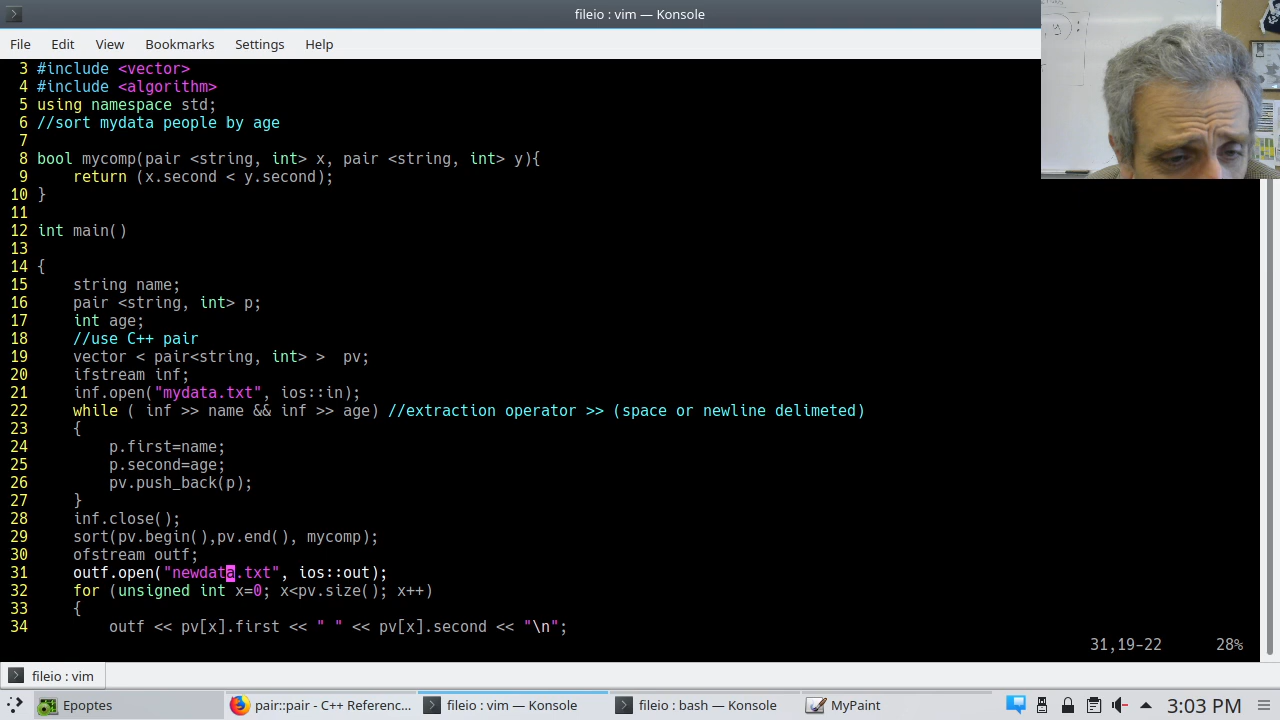 fileio : vim — Konsole
File Edit View Bookmarks Settings Help
3 #include <vector>
4 #include <algorithm>
5 using namespace std;
6 //sort mydata people by age
7
8 bool mycomp(pair <string, int> x, pair <string, int> y){
9     return (x.second < y.second);
10 }
11
12 int main()
13
14 {
15     string name;
16     pair <string, int> p;
17     int age;
18     //use C++ pair
19     vector < pair<string, int> >  pv;
20     ifstream inf;
21     inf.open("mydata.txt", ios::in);
22     while ( inf >> name && inf >> age) //extraction operator >> (space or newline delimeted)
23     {
24         p.first=name;
25         p.second=age;
26         pv.push_back(p);
27     }
28     inf.close();
29     sort(pv.begin(),pv.end(), mycomp);
30     ofstream outf;
31     outf.open("newdata.txt", ios::out);
32     for (unsigned int x=0; x<pv.size(); x++)
33     {
34         outf << pv[x].first << " " << pv[x].second << "\n";
31,19-22 28%
fileio : vim
Epoptes pair::pair - C++ Referenc... fileio : vim — Konsole fileio : bash — Konsole MyPaint 3:03 PM